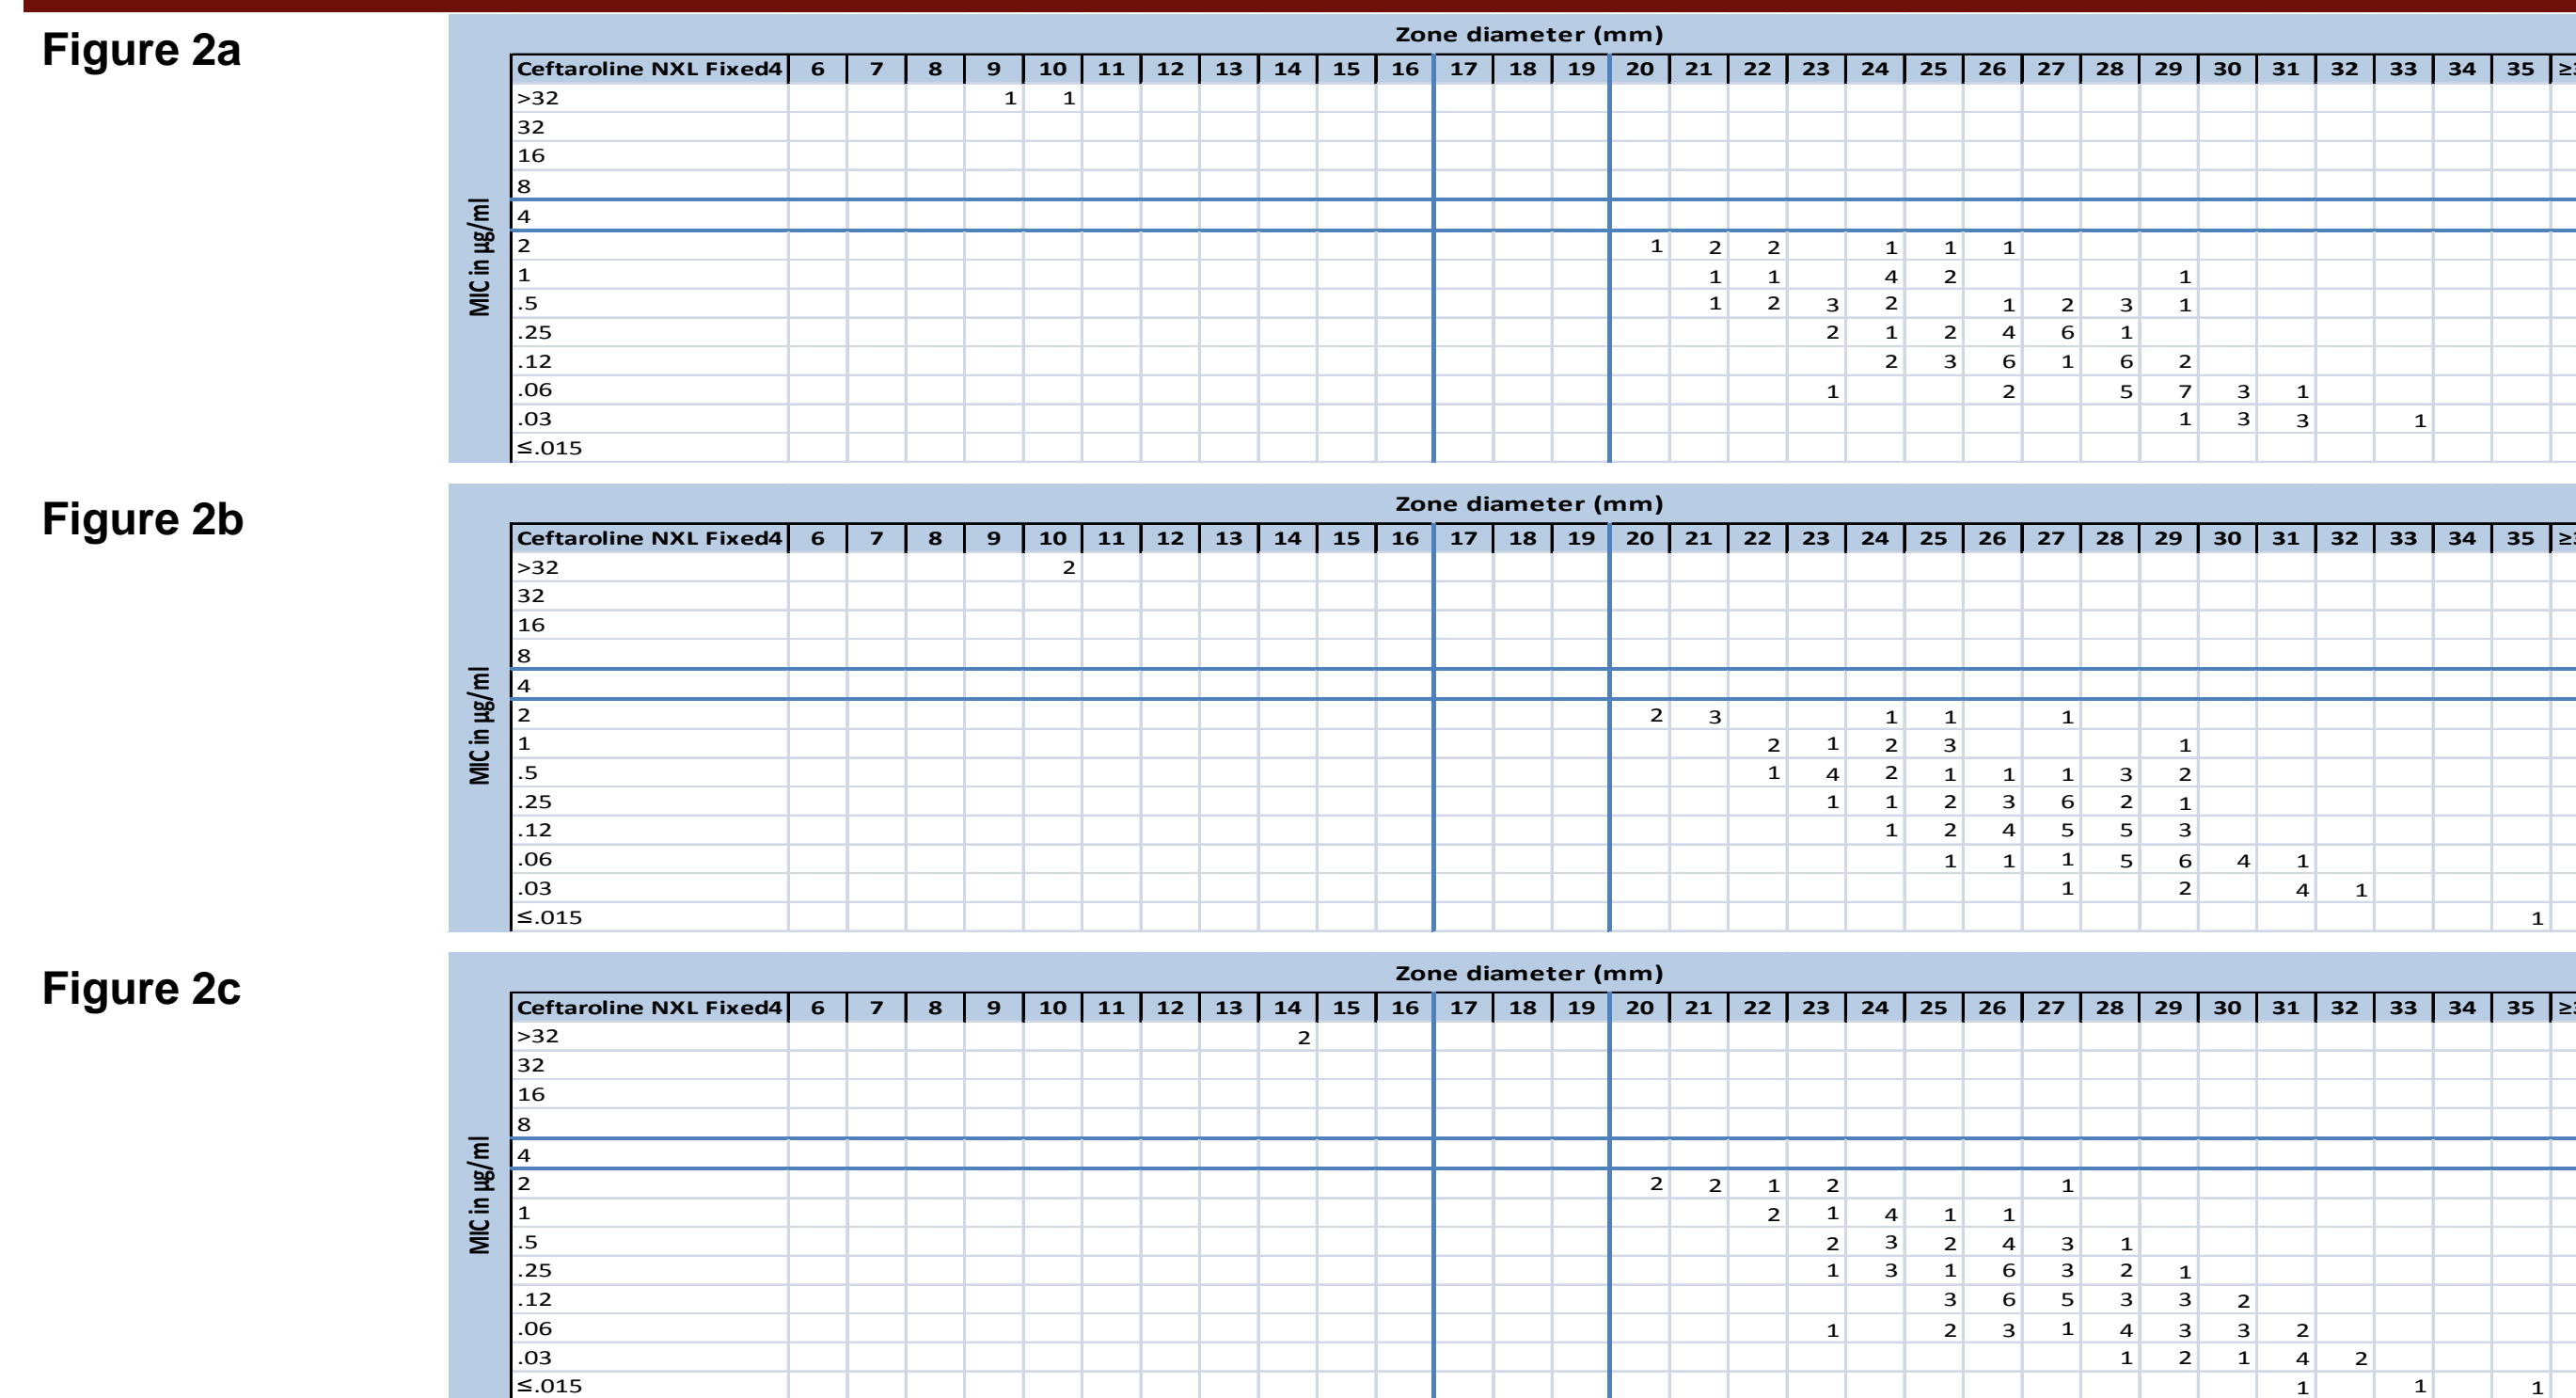 Figure 2a
Zone diameter (mm)
Ceftaroline NXL Fixed4 6 7 8 9 10 11 12 13 14 15 16 17 18 19 20 21 22 23 24 25 26 27 28 29 30 31 32 33 34 35
MIC in µg/ml
>32 1 1
32
16
8
4
2 1 2 2 1 1 1
1 1 1 4 2 1
.5 1 2 3 2 1 2 3 1
.25 2 1 2 4 6 1
.12 2 3 6 1 6 2
.06 1 2 5 7 3 1
.03 1 3 3 1
≤.015
Figure 2b
Zone diameter (mm)
Ceftaroline NXL Fixed4 6 7 8 9 10 11 12 13 14 15 16 17 18 19 20 21 22 23 24 25 26 27 28 29 30 31 32 33 34 35
MIC in µg/ml
>32 2
32
16
8
4
2 2 3 1 1 1
1 2 1 2 3 1
.5 1 4 2 1 1 1 3 2
.25 1 1 2 3 6 2 1
.12 1 2 4 5 5 3
.06 1 1 1 5 6 4 1
.03 1 2 4 1
≤.015 1
Figure 2c
Zone diameter (mm)
Ceftaroline NXL Fixed4 6 7 8 9 10 11 12 13 14 15 16 17 18 19 20 21 22 23 24 25 26 27 28 29 30 31 32 33 34 35
MIC in µg/ml
>32 2
32
16
8
4
2 2 2 1 2 1
1 2 1 4 1 1
.5 2 3 2 4 3 1
.25 1 3 1 6 3 2 1
.12 3 6 5 3 3 2
.06 1 2 3 1 4 3 3 2
.03 1 2 1 4 2
≤.015 1 1 1